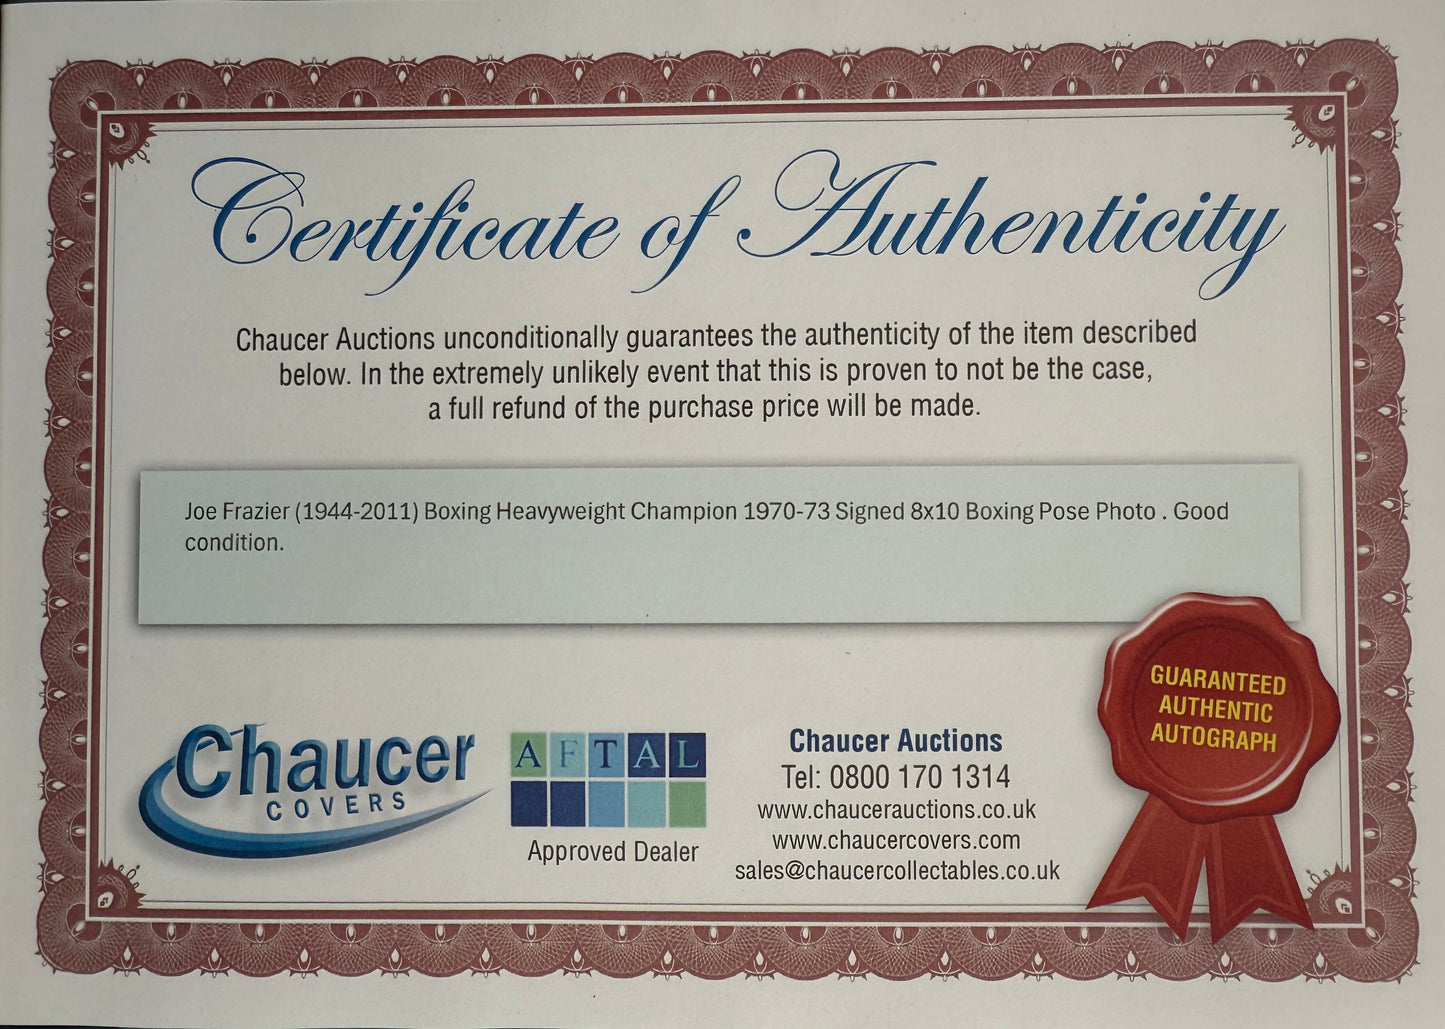 Certificate of Authenticity
Chaucer Auctions unconditionally guarantees the authenticity of the item described
below. In the extremely unlikely event that this is proven to not be the case,
a full refund of the purchase price will be made.
Joe Frazier (1944-2011) Boxing Heavyweight Champion 1970-73 Signed 8x10 Boxing Pose Photo . Good
condition.
GUARANTEED
AUTHENTIC
AUTOGRAPH
Chaucer
COVERS
AFTAL
Approved Dealer
Chaucer Auctions
Tel: 0800 170 1314
www.chaucerauctions.co.uk
www.chaucercovers.com
sales@chaucercollectables.co.uk